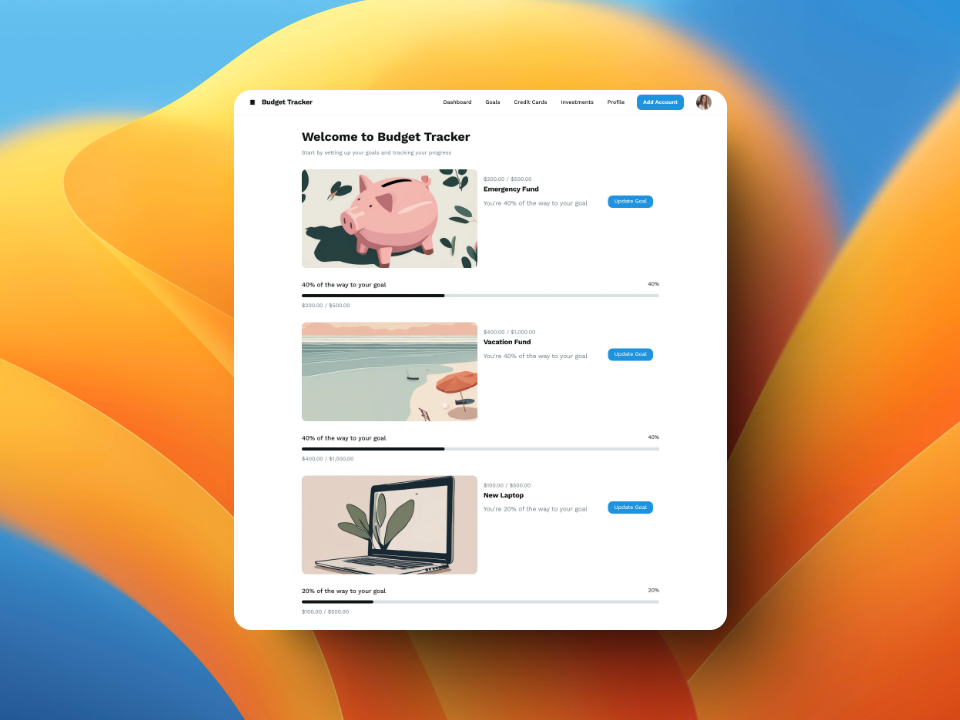 Budget Tracker
Dashboard Goals Credit Cards Investments Profile Add Account
Welcome to Budget Tracker
Start by setting up your goals and tracking your progress
$200.00 / $500.00
Emergency Fund
You're 40% of the way to your goal
Update Goal
40% of the way to your goal 40%
$200.00 / $500.00
$400.00 / $1,000.00
Vacation Fund
You're 40% of the way to your goal
Update Goal
40% of the way to your goal 40%
$400.00 / $1,000.00
$100.00 / $500.00
New Laptop
You're 20% of the way to your goal
Update Goal
20% of the way to your goal 20%
$100.00 / $500.00